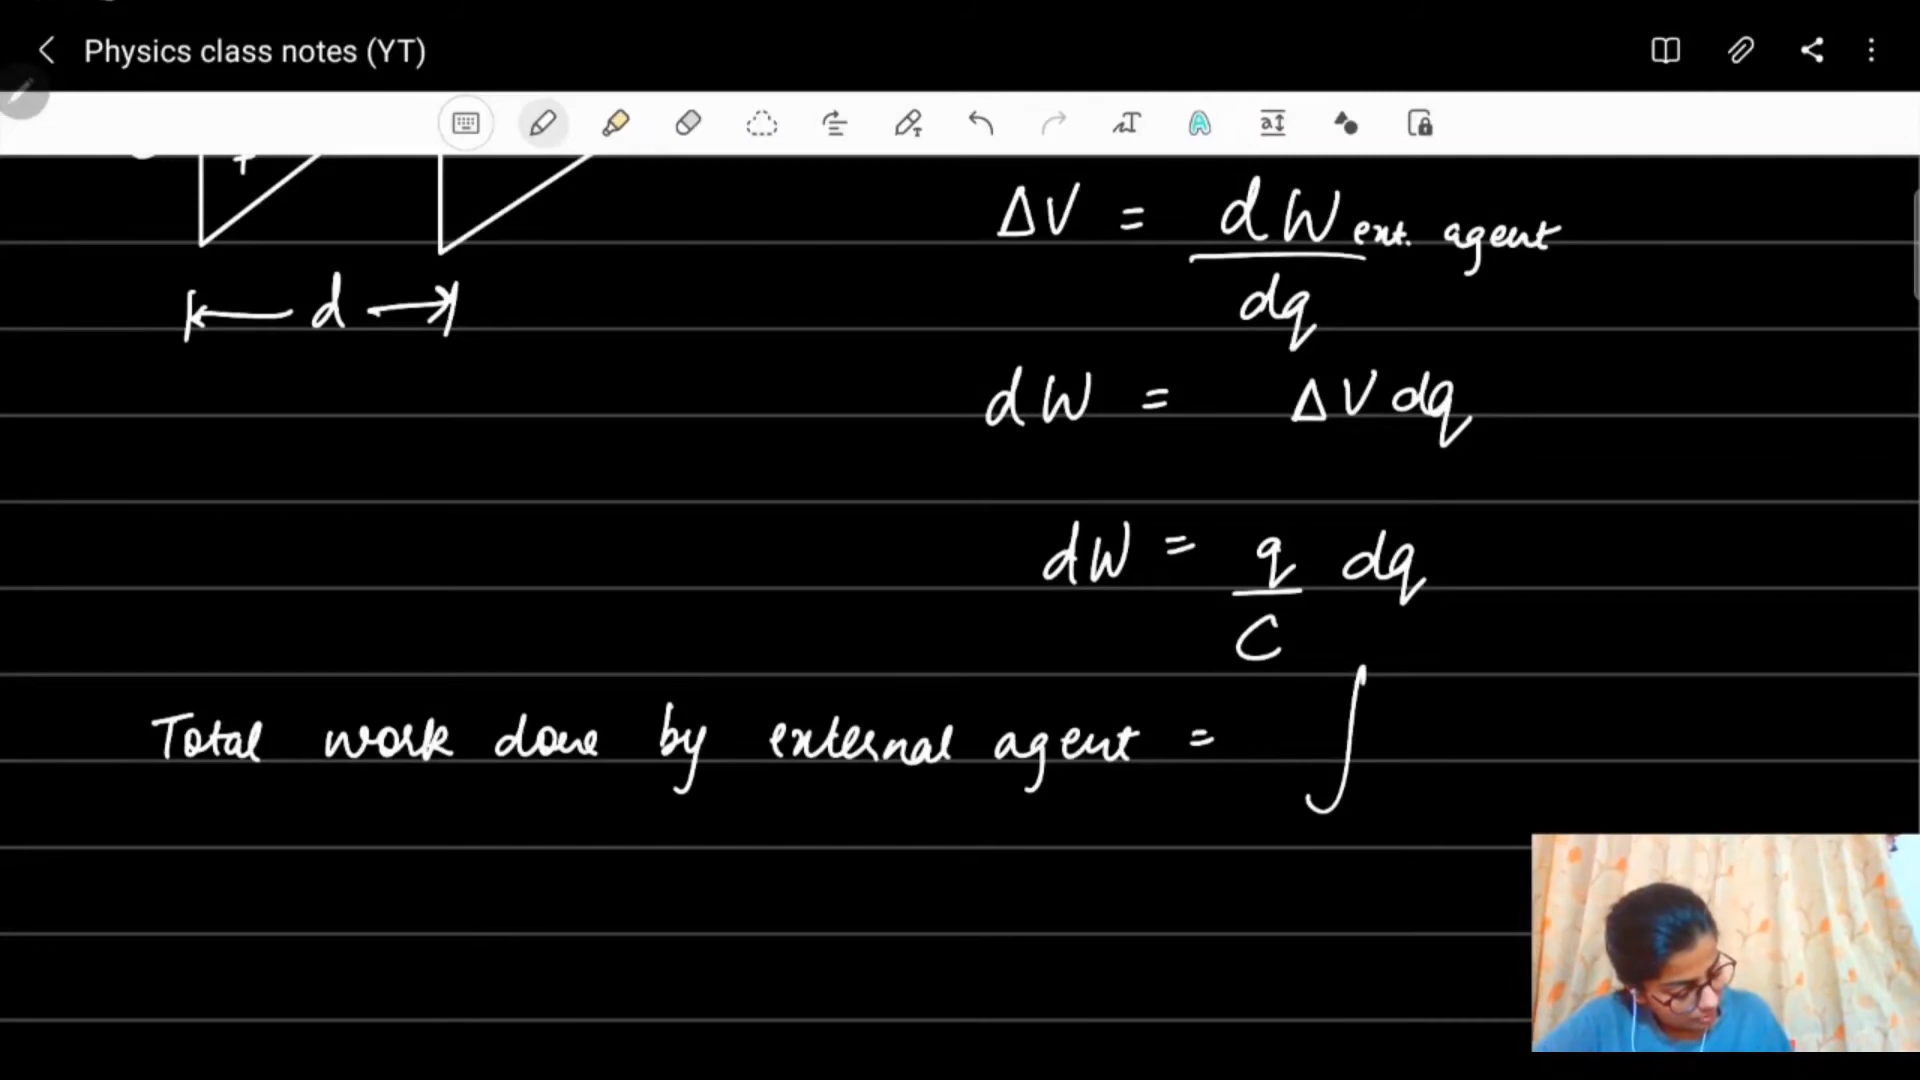 Physics class notes (YT)
+
ΔV = dW ext. agent
dq
d
dW = ΔV dq
dW = q dq
C
Total work done by external agent = ∫